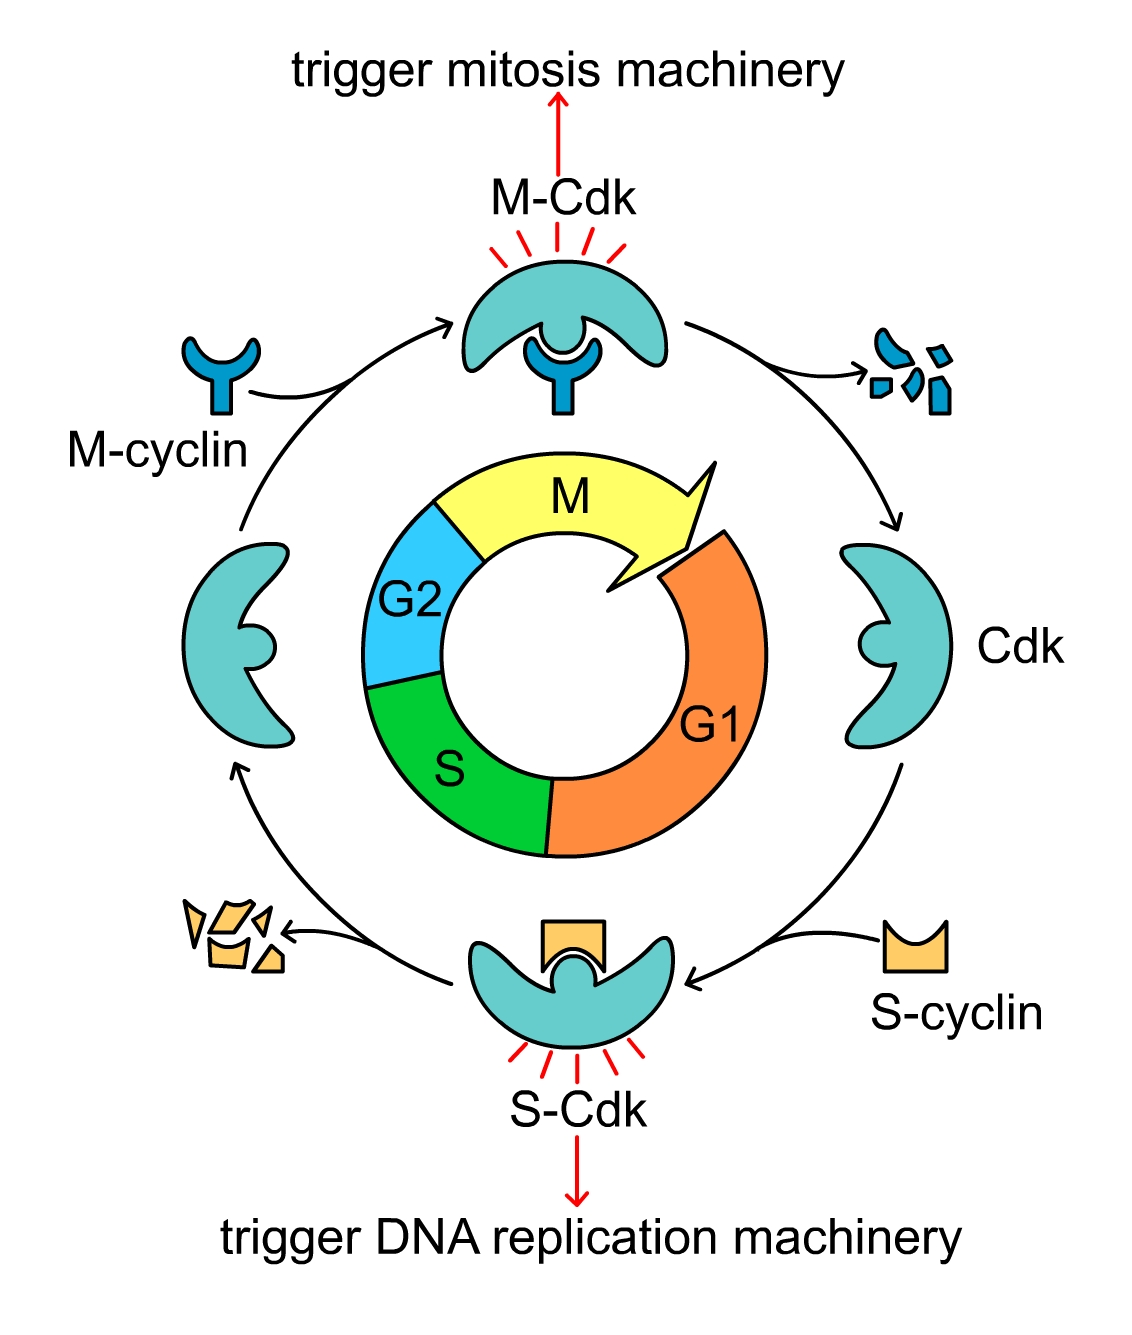 trigger mitosis machinery
M-Cdk
M-cyclin
M
G2
Cdk
G1
S
S-cyclin
S-Cdk
trigger DNA replication machinery